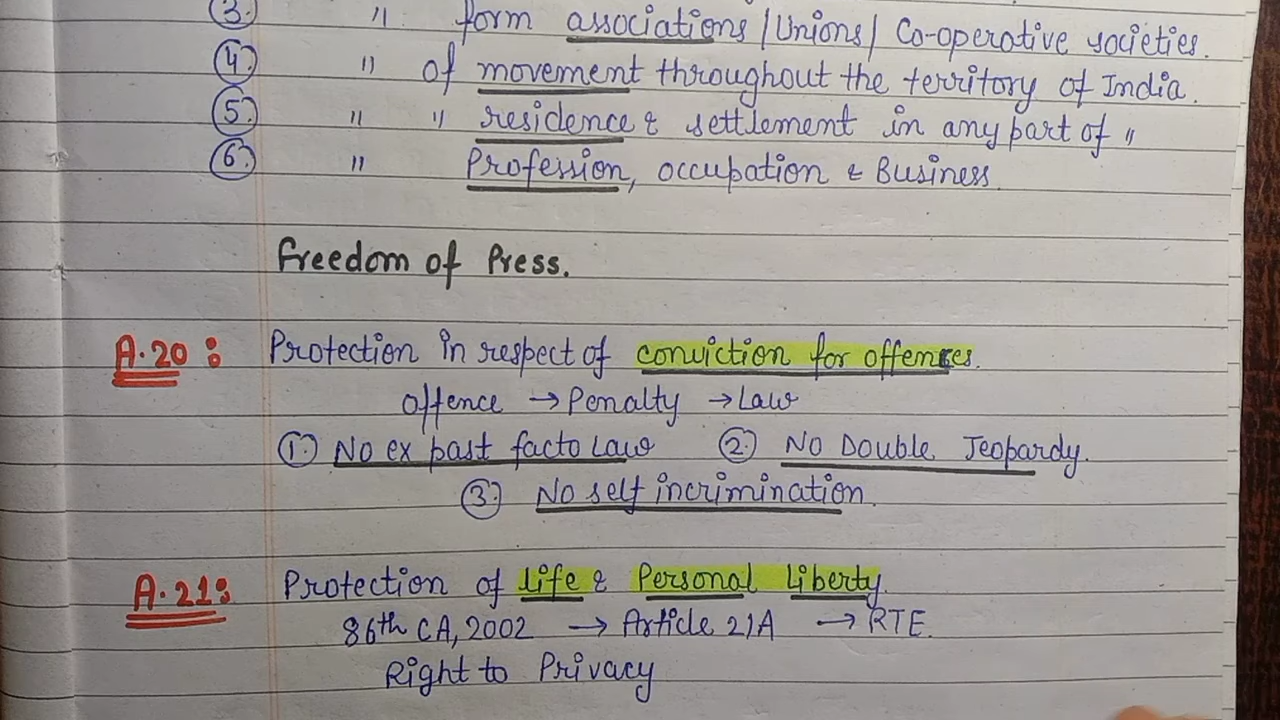 3. " form associations / Unions / Co-operative societies.
4. " of movement throughout the territory of India.
5. " " residence & settlement in any part of "
6. " Profession, occupation & Business
Freedom of Press.
A.20: Protection in respect of conviction for offences.
offence → Penalty → Law
1. No ex past facto Law 2. No Double Jeopardy.
3. No self incrimination.
A.21: Protection of life & Personal liberty.
86th CA, 2002 → Article 21A → RTE.
Right to Privacy